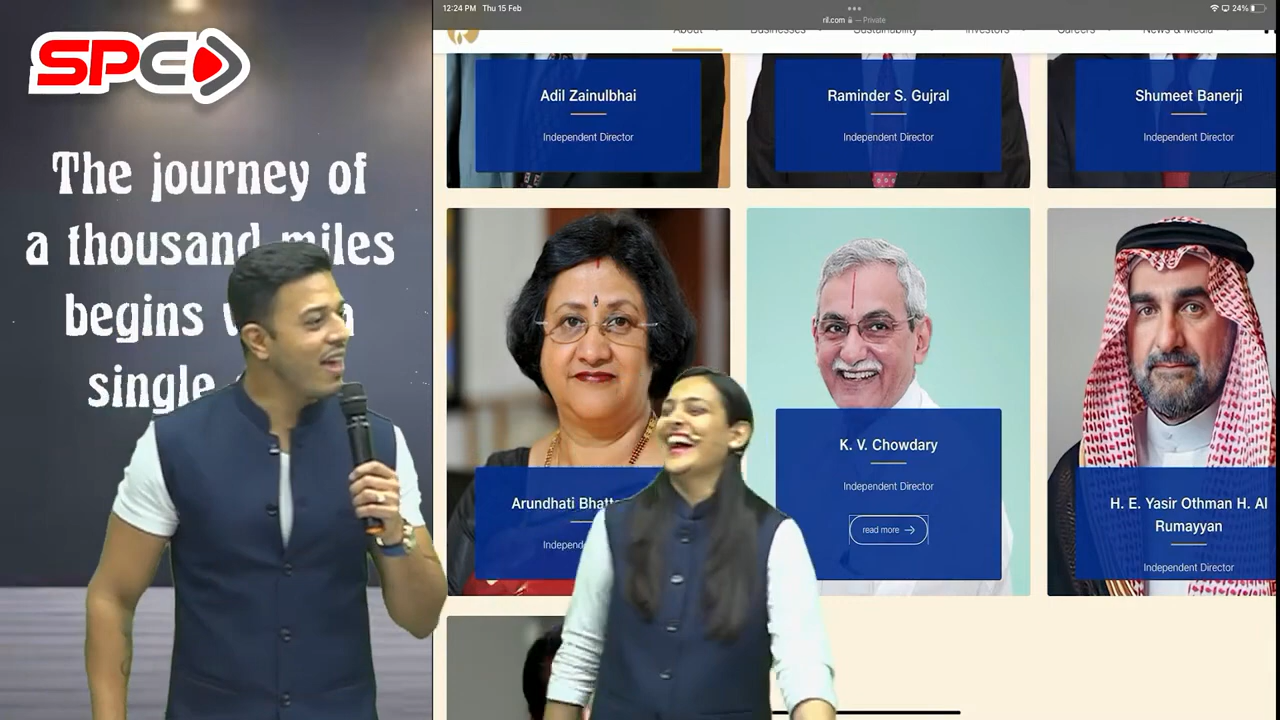 12:24 PM Thu 15 Feb
24%
ril.com — Private
About Businesses Sustainability Investors Careers News & Media
SPED
The journey of
a thousand miles
begins
single
Adil Zainulbhai
Independent Director
Raminder S. Gujral
Independent Director
Shumeet Banerji
Independent Director
Arundhati
K. V. Chowdary
Independent Director
read more
H. E. Yasir Othman H. Al
Rumayyan
Independent Director